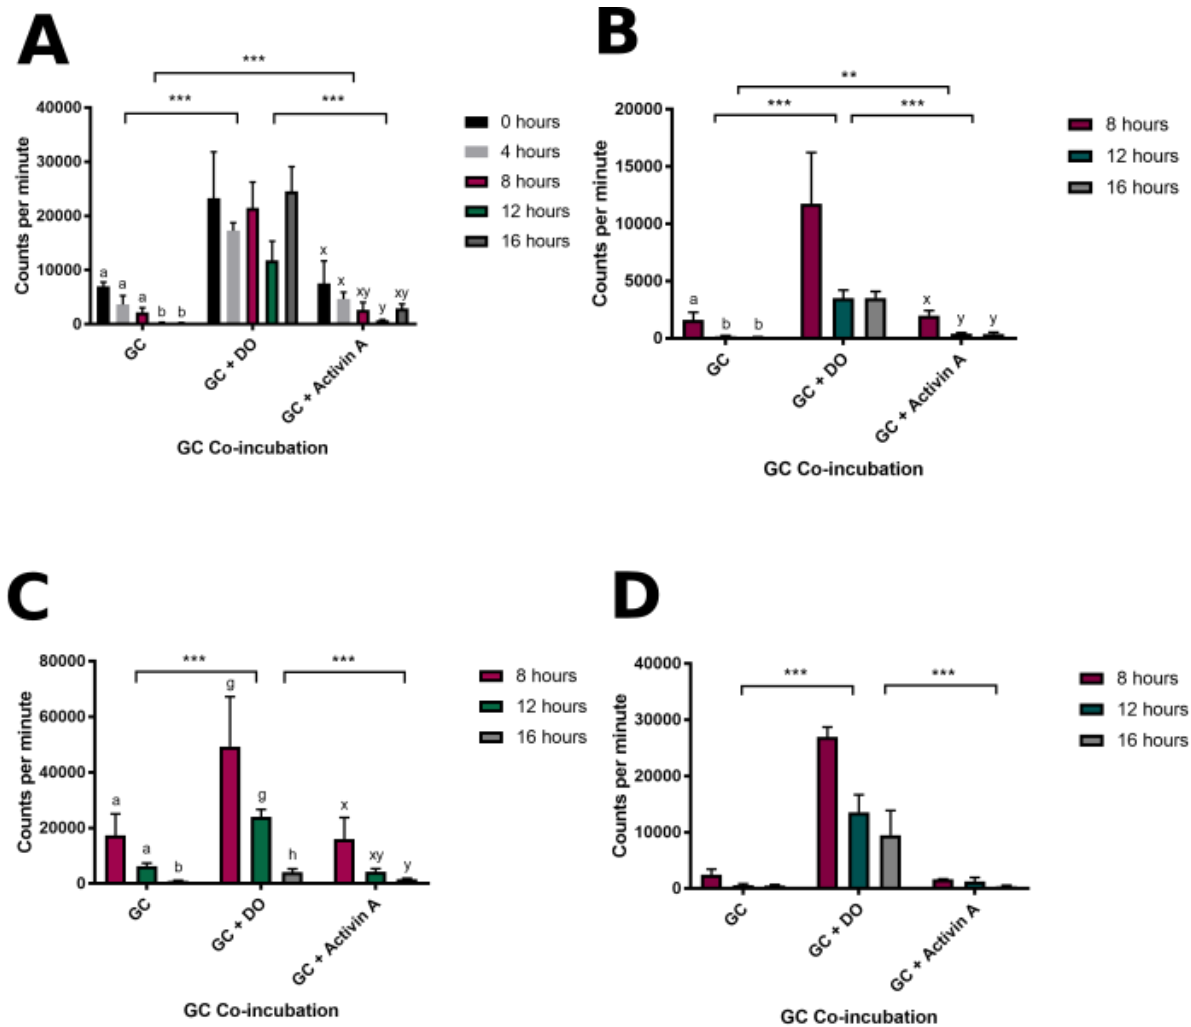 A
***
***
***
40000
30000
20000
10000
0
Counts per minute
a
a
a
b
b
x
x
xy
y
xy
GC
GC + DO
GC + Activin A
GC Co-incubation
0 hours
4 hours
8 hours
12 hours
16 hours
B
**
***
***
20000
15000
10000
5000
0
Counts per minute
a
b
b
x
y
y
GC
GC + DO
GC + Activin A
GC Co-incubation
8 hours
12 hours
16 hours
C
***
***
80000
60000
40000
20000
0
Counts per minute
a
a
b
g
g
h
x
xy
y
GC
GC + DO
GC + Activin A
GC Co-incubation
8 hours
12 hours
16 hours
D
***
***
40000
30000
20000
10000
0
Counts per minute
GC
GC + DO
GC + Activin A
GC Co-incubation
8 hours
12 hours
16 hours